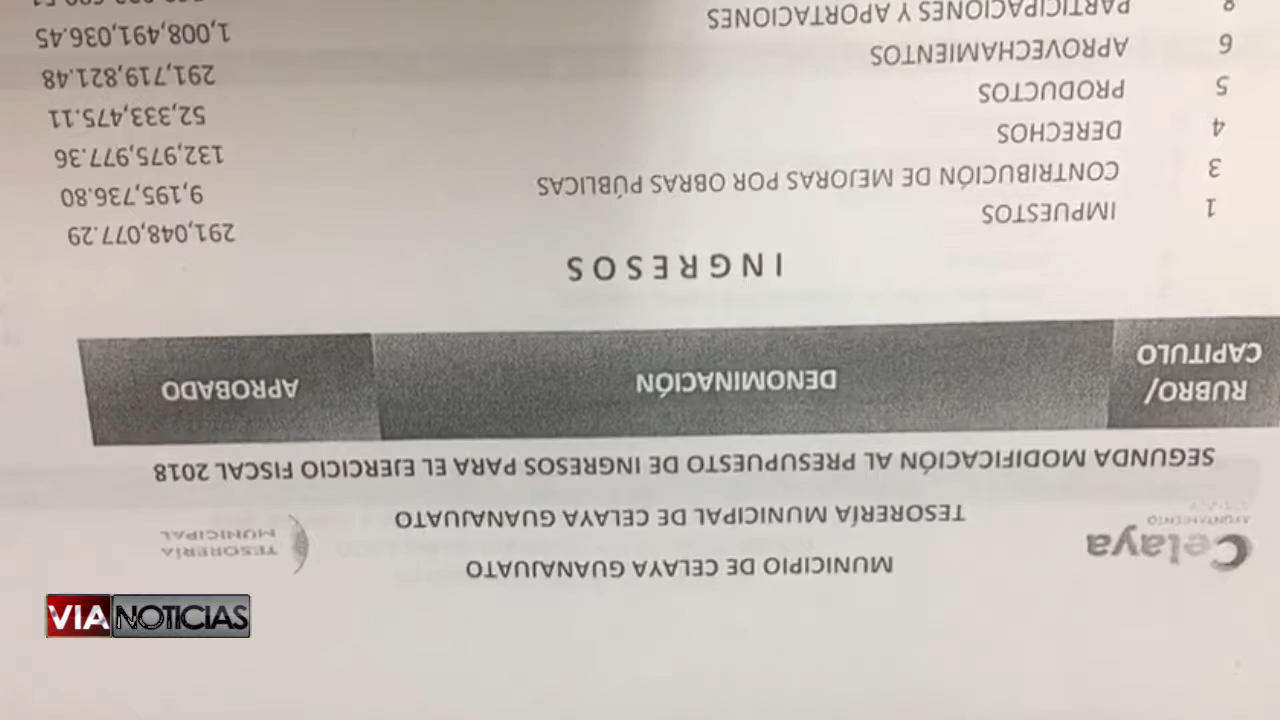 MUNICIPIO DE CELAYA GUANAJUATO
Celaya
AYUNTAMIENTO
TESORERÍA MUNICIPAL DE CELAYA GUANAJUATO
TESORERÍA
MUNICIPAL
SEGUNDA MODIFICACIÓN AL PRESUPUESTO DE INGRESOS PARA EL EJERCICIO FISCAL 2018
RUBRO/
CAPITULO
DENOMINACIÓN
APROBADO
INGRESOS
1 IMPUESTOS 291,048,077.29
3 CONTRIBUCIÓN DE MEJORAS POR OBRAS PÚBLICAS 9,195,736.80
4 DERECHOS 132,975,977.36
5 PRODUCTOS 52,333,475.11
6 APROVECHAMIENTOS 291,719,821.48
8 PARTICIPACIONES Y APORTACIONES 1,008,491,036.45
VIA NOTICIAS